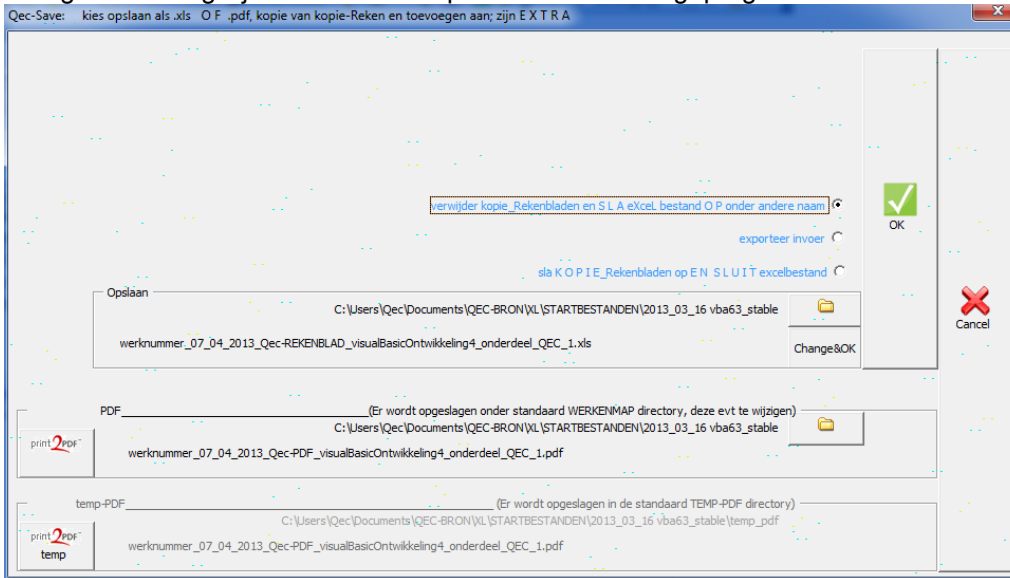 Qec-Save: kies opslaan als .xls O F .pdf, kopie van kopie-Reken en toevoegen aan; zijn E X T R A
verwijder kopie_Rekenbladen en S L A eXceL bestand O P onder andere naam
OK
exporteer invoer
sla K O P I E_Rekenbladen op E N S L U I T excelbestand
Opslaan
C:\Users\Qec\Documents\QEC-BRON\XL\STARTBESTANDEN\2013_03_16 vba63_stable
Cancel
werknummer_07_04_2013_Qec-REKENBLAD_visualBasicOntwikkeling4_onderdeel_QEC_1.xls
Change&OK
PDF____________________________(Er wordt opgeslagen onder standaard WERKENMAP directory, deze evt te wijzigen)
C:\Users\Qec\Documents\QEC-BRON\XL\STARTBESTANDEN\2013_03_16 vba63_stable
print2PDF
werknummer_07_04_2013_Qec-PDF_visualBasicOntwikkeling4_onderdeel_QEC_1.pdf
temp-PDF__________________________________________(Er wordt opgeslagen in de standaard TEMP-PDF directory)
C:\Users\Qec\Documents\QEC-BRON\XL\STARTBESTANDEN\2013_03_16 vba63_stable\temp_pdf
print2PDF
temp
werknummer_07_04_2013_Qec-PDF_visualBasicOntwikkeling4_onderdeel_QEC_1.pdf